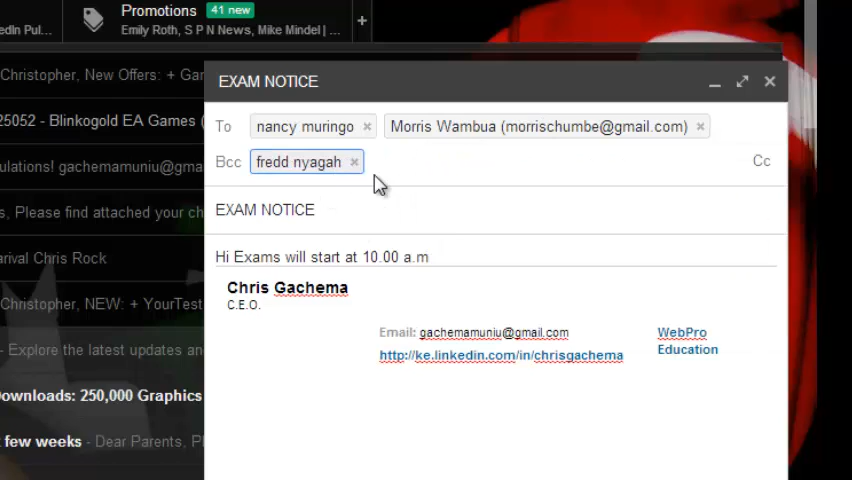 Promotions 41 new
edIn Pul... Emily Roth, S P N News, Mike Mindel | ... +
Christopher, New Offers: + Gar
25052 - Blinkogold EA Games (
ulations! gachemamuniu@gma
s, Please find attached your ch
arival Chris Rock
Christopher, NEW: + YourTest
- Explore the latest updates an
ownloads: 250,000 Graphics
t few weeks - Dear Parents, Pl
EXAM NOTICE
To nancy muringo × Morris Wambua (morrischumbe@gmail.com) ×
Bcc fredd nyagah × Cc
EXAM NOTICE
Hi Exams will start at 10.00 a.m
Chris Gachema
C.E.O.
Email: gachemamuniu@gmail.com WebPro
http://ke.linkedin.com/in/chrisgachema Education